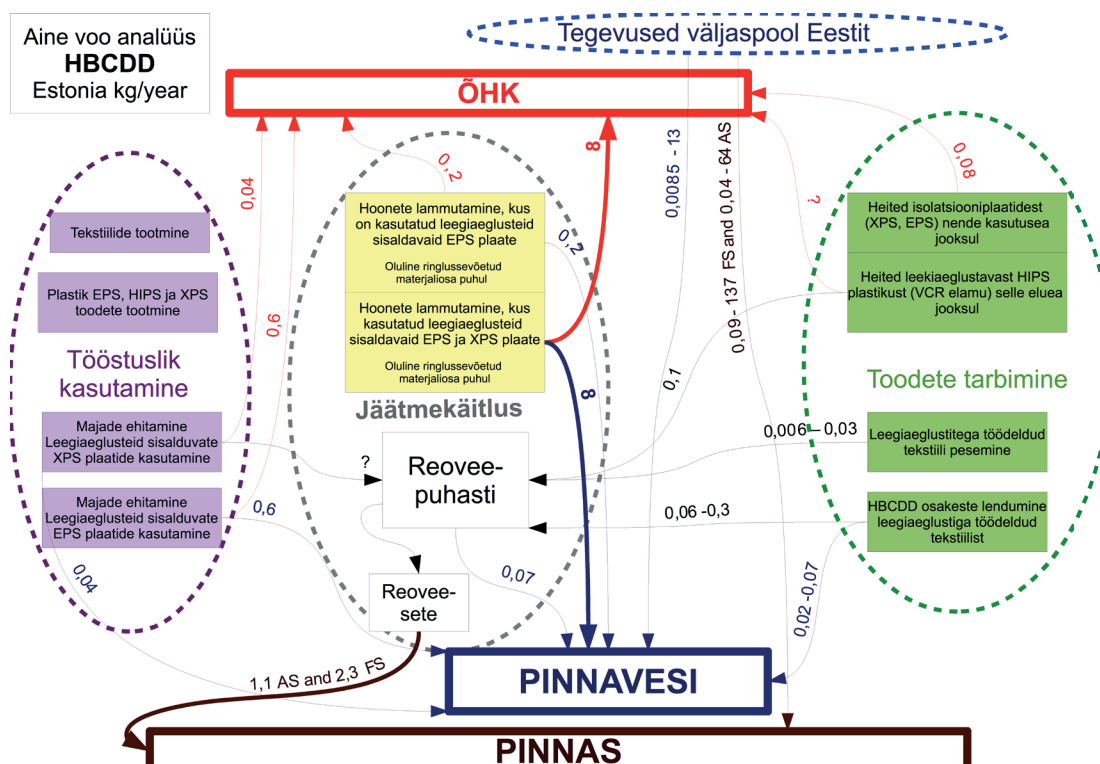 Aine voo analüüs
HBCDD
Estonia kg/year
Tegevused väljaspool Eestit
ÕHK
0,04
0,6
0,2
8
0,0085 - 13
0,09 - 137 FS and 0,04 - 64 AS
?
0,08
Tekstiilide tootmine
Plastik EPS, HIPS ja XPS
toodete tootmine
Tööstuslik
kasutamine
Majade ehitamine
Leegiaeglusteid sisalduvate
XPS plaatide kasutamine
Majade ehitamine
Leegiaeglusteid sisalduvate
EPS plaatide kasutamine
0,04
0,6
Hoonete lammutamine, kus
on kasutatud leegiaeglusteid
sisaldavaid EPS plaate
Oluline ringlussevõetud
materjaliosa puhul
Hoonete lammutamine, kus
kasutatud leegiaeglusteid
sisaldavaid EPS ja XPS plaate
Oluline ringlussevõetud
materjaliosa puhul
0,2
8
Jäätmekäitlus
?
Reovee-
puhasti
Reovee-
sete
0,07
0,1
0,006 – 0,03
0,06 -0,3
0,02 -0,07
Heited isolatsiooniplaatidest
(XPS, EPS) nende kasutusea
jooksul
Heited leekiaeglustavast HIPS
plastikust (VCR elamu) selle eluea
jooksul
Toodete tarbimine
Leegiaeglustitega töödeldud
tekstiili pesemine
HBCDD osakeste lendumine
leegiaeglustiga töödeldud
tekstiilist
1,1 AS and 2,3 FS
PINNAVESI
PINNAS